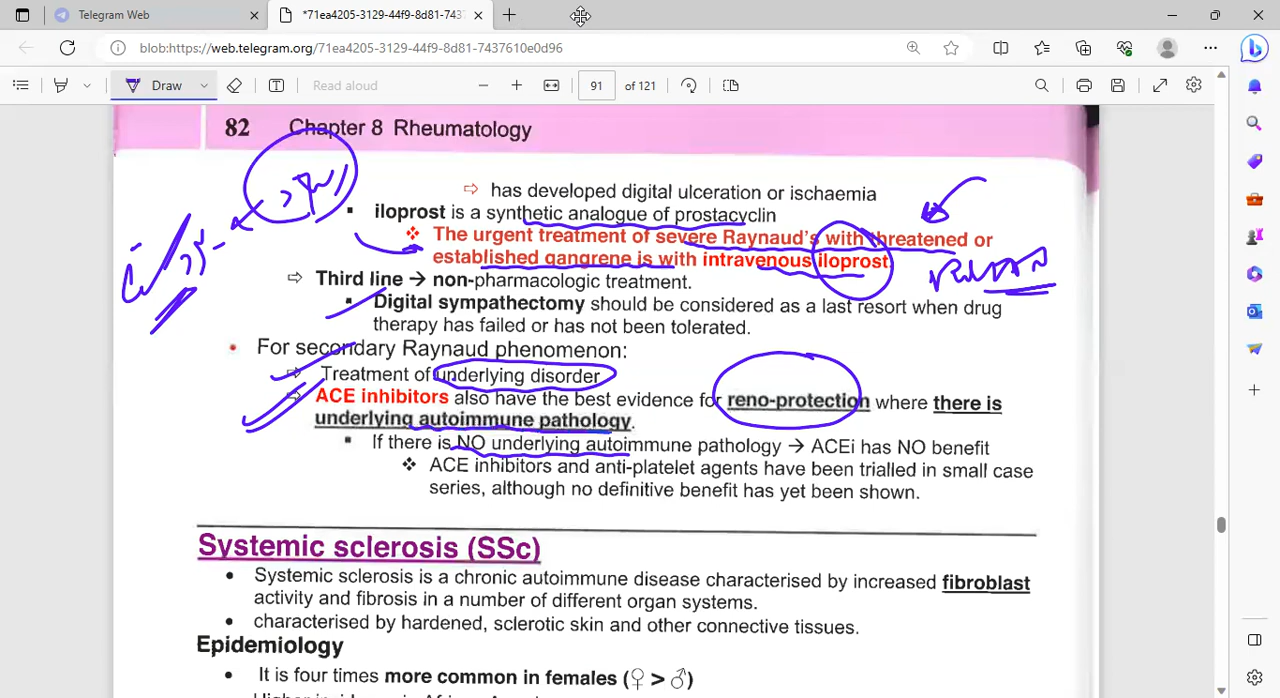 Telegram Web
*71ea4205-3129-44f9-8d81-7437
blob:https://web.telegram.org/71ea4205-3129-44f9-8d81-7437610e0d96
Draw
Read aloud
91 of 121
82 Chapter 8 Rheumatology
⇨ has developed digital ulceration or ischaemia
▪ iloprost is a synthetic analogue of prostacyclin
❖ The urgent treatment of severe Raynaud's with threatened or
established gangrene is with intravenous iloprost.
⇨ Third line → non-pharmacologic treatment.
▪ Digital sympathectomy should be considered as a last resort when drug
therapy has failed or has not been tolerated.
• For secondary Raynaud phenomenon:
⇨ Treatment of underlying disorder
⇨ ACE inhibitors also have the best evidence for reno-protection where there is
underlying autoimmune pathology.
▪ If there is NO underlying autoimmune pathology → ACEi has NO benefit
❖ ACE inhibitors and anti-platelet agents have been trialled in small case
series, although no definitive benefit has yet been shown.
Systemic sclerosis (SSc)
• Systemic sclerosis is a chronic autoimmune disease characterised by increased fibroblast
activity and fibrosis in a number of different organ systems.
• characterised by hardened, sclerotic skin and other connective tissues.
Epidemiology
• It is four times more common in females (♀ > ♂)